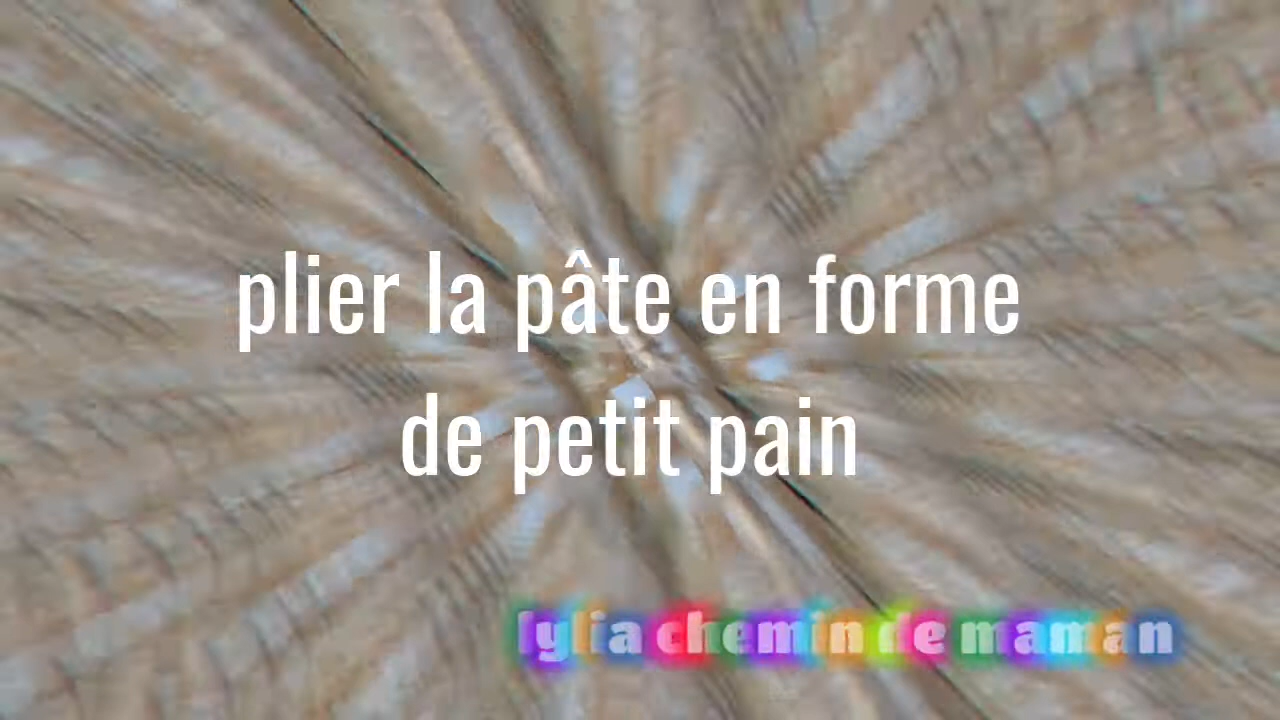 plier la pâte en forme
de petit pain
lylia chemin de maman